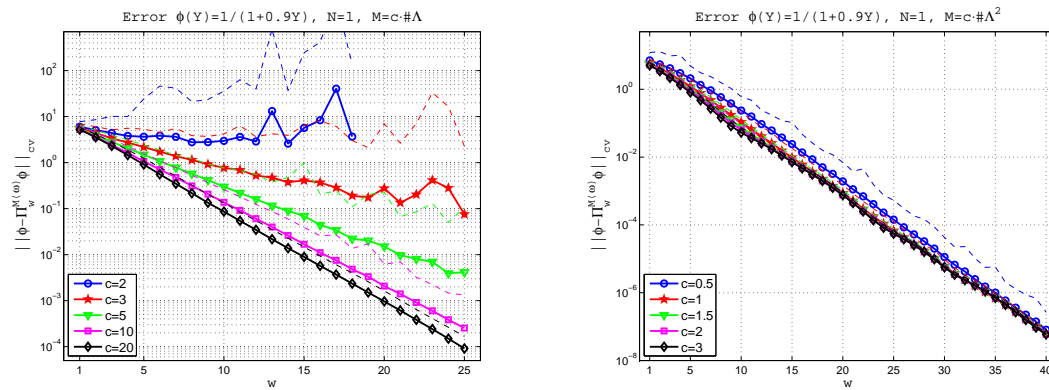 Error ϕ(Y)=1/(1+0.9Y), N=1, M=c·#Λ
||ϕ-Π_w^{M(ω)} ϕ||_cv
10^2
10^1
10^0
10^-1
10^-2
10^-3
10^-4
c=2
c=3
c=5
c=10
c=20
1 5 10 15 20 25
w
Error ϕ(Y)=1/(1+0.9Y), N=1, M=c·#Λ^2
||ϕ-Π_w^{M(ω)} ϕ||_cv
10^0
10^-2
10^-4
10^-6
10^-8
c=0.5
c=1
c=1.5
c=2
c=3
1 5 10 15 20 25 30 35 40
w